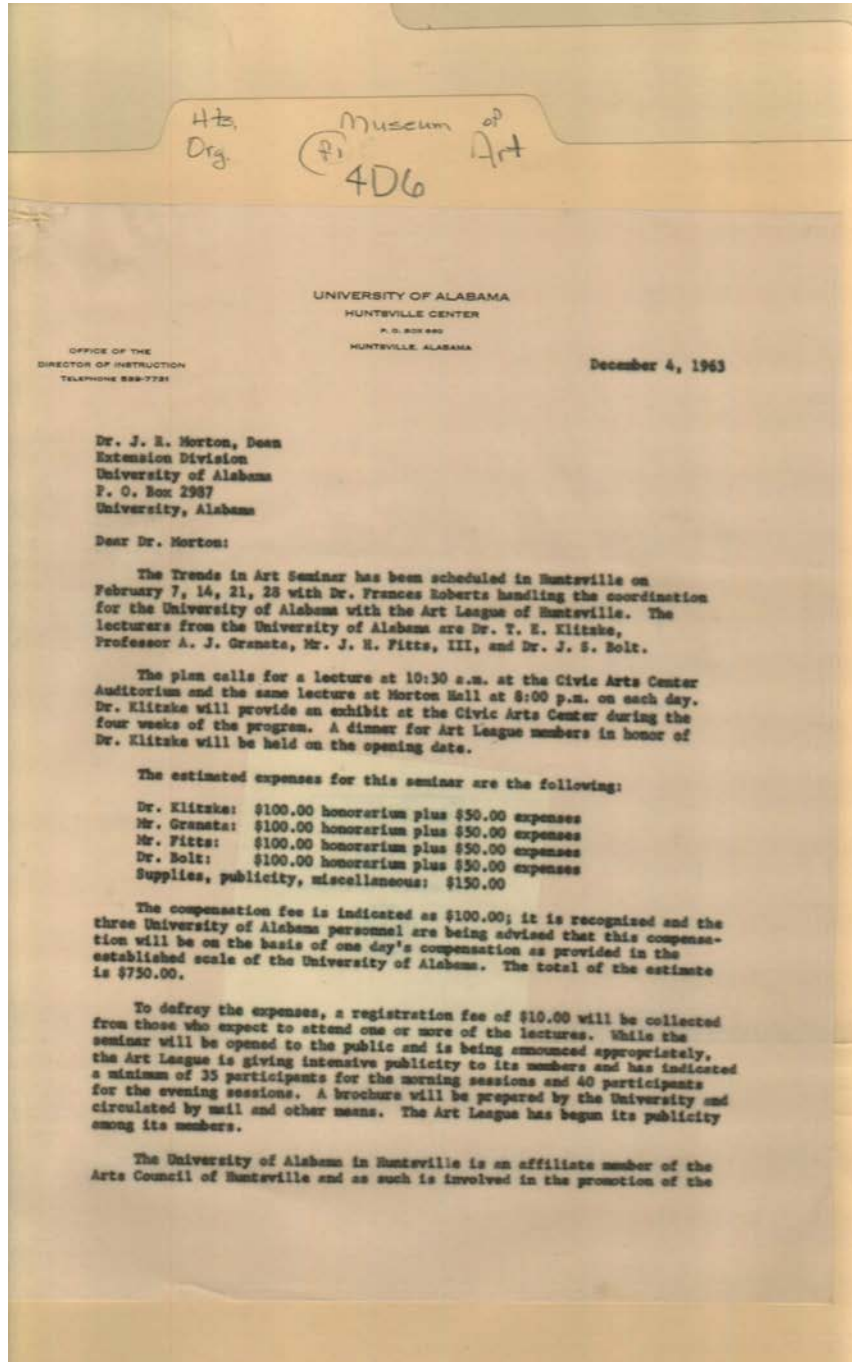 Hts. Museum of
Org. Art
4D6
UNIVERSITY OF ALABAMA
HUNTSVILLE CENTER
P. O. BOX 860
HUNTSVILLE, ALABAMA
OFFICE OF THE
DIRECTOR OF INSTRUCTION
TELEPHONE 539-7731
December 4, 1963
Dr. J. R. Morton, Dean
Extension Division
University of Alabama
P. O. Box 2987
University, Alabama
Dear Dr. Morton:
The Trends in Art Seminar has been scheduled in Huntsville on
February 7, 14, 21, 28 with Dr. Frances Roberts handling the coordination
for the University of Alabama with the Art League of Huntsville. The
lecturers from the University of Alabama are Dr. T. E. Klitzke,
Professor A. J. Granata, Mr. J. H. Fitts, III, and Dr. J. S. Bolt.
The plan calls for a lecture at 10:30 a.m. at the Civic Arts Center
Auditorium and the same lecture at Morton Hall at 8:00 p.m. on each day.
Dr. Klitzke will provide an exhibit at the Civic Arts Center during the
four weeks of the program. A dinner for Art League members in honor of
Dr. Klitzke will be held on the opening date.
The estimated expenses for this seminar are the following:
Dr. Klitzke: $100.00 honorarium plus $50.00 expenses
Mr. Granata: $100.00 honorarium plus $50.00 expenses
Mr. Fitts: $100.00 honorarium plus $50.00 expenses
Dr. Bolt: $100.00 honorarium plus $50.00 expenses
Supplies, publicity, miscellaneous: $150.00
The compensation fee is indicated as $100.00; it is recognized and the
three University of Alabama personnel are being advised that this compensa-
tion will be on the basis of one day's compensation as provided in the
established scale of the University of Alabama. The total of the estimate
is $750.00.
To defray the expenses, a registration fee of $10.00 will be collected
from those who expect to attend one or more of the lectures. While the
seminar will be opened to the public and is being announced appropriately,
the Art League is giving intensive publicity to its members and has indicated
a minimum of 35 participants for the morning sessions and 40 participants
for the evening sessions. A brochure will be prepared by the University and
circulated by mail and other means. The Art League has begun its publicity
among its members.
The University of Alabama in Huntsville is an affiliate member of the
Arts Council of Huntsville and as such is involved in the promotion of the